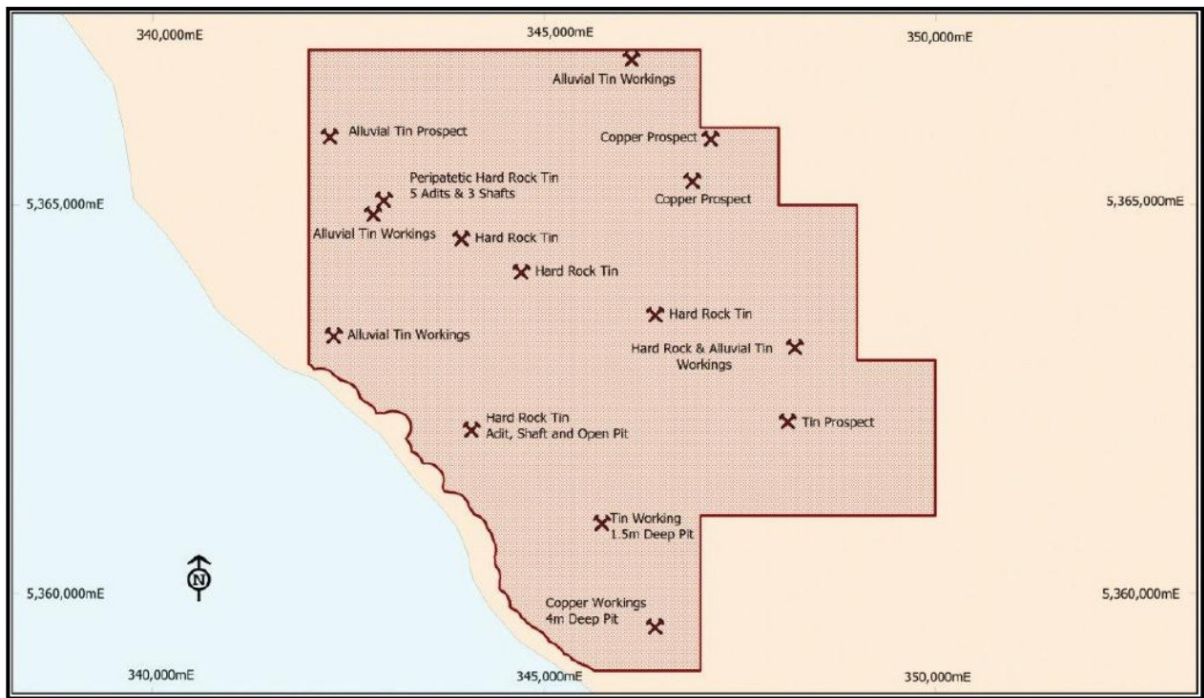 340,000mE
345,000mE
350,000mE
Alluvial Tin Workings
Alluvial Tin Prospect
Copper Prospect
Peripatetic Hard Rock Tin
5 Adits & 3 Shafts
Copper Prospect
5,365,000mE
5,365,000mE
Alluvial Tin Workings
Hard Rock Tin
Hard Rock Tin
Hard Rock Tin
Alluvial Tin Workings
Hard Rock & Alluvial Tin
Workings
Hard Rock Tin
Adit, Shaft and Open Pit
Tin Prospect
Tin Working
1.5m Deep Pit
N
5,360,000mE
5,360,000mE
Copper Workings
4m Deep Pit
340,000mE
345,000mE
350,000mE